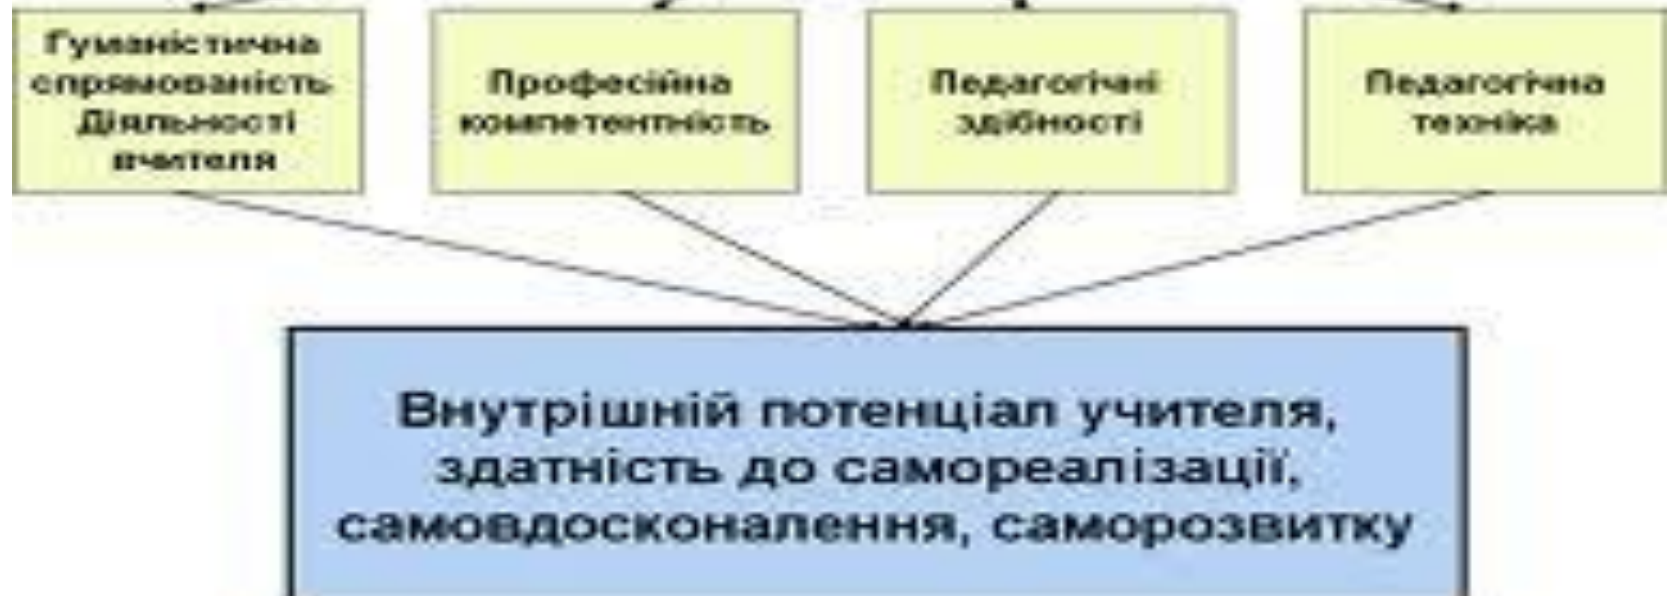 Гуманістична
спрямованість
Діяльності
вчителя
Професійна
компетентність
Педагогічні
здібності
Педагогічна
техніка
Внутрішній потенціал учителя,
здатність до самореалізації,
самовдосконалення, саморозвитку